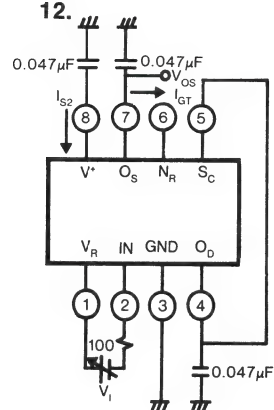 12.
0.047μF 0.047μF
V_OS
I_S2 I_GT
8 7 6 5
V⁺ O_S N_R S_C
V_R IN GND O_D
1 2 3 4
100
V_I
0.047μF